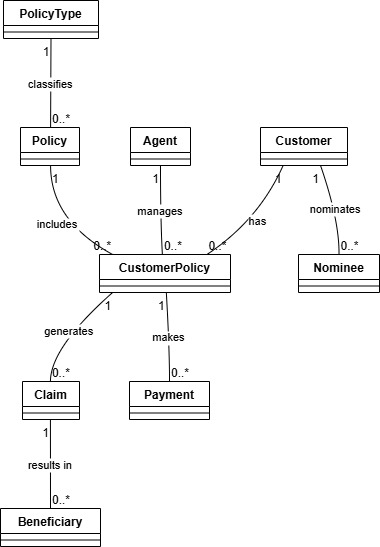 PolicyType
1
classifies
0..*
Policy
Agent
Customer
1
1
1
1
includes
manages
has
nominates
0..*
0..*
0..*
0..*
CustomerPolicy
Nominee
1
1
generates
makes
0..*
0..*
Claim
Payment
1
results in
0..*
Beneficiary